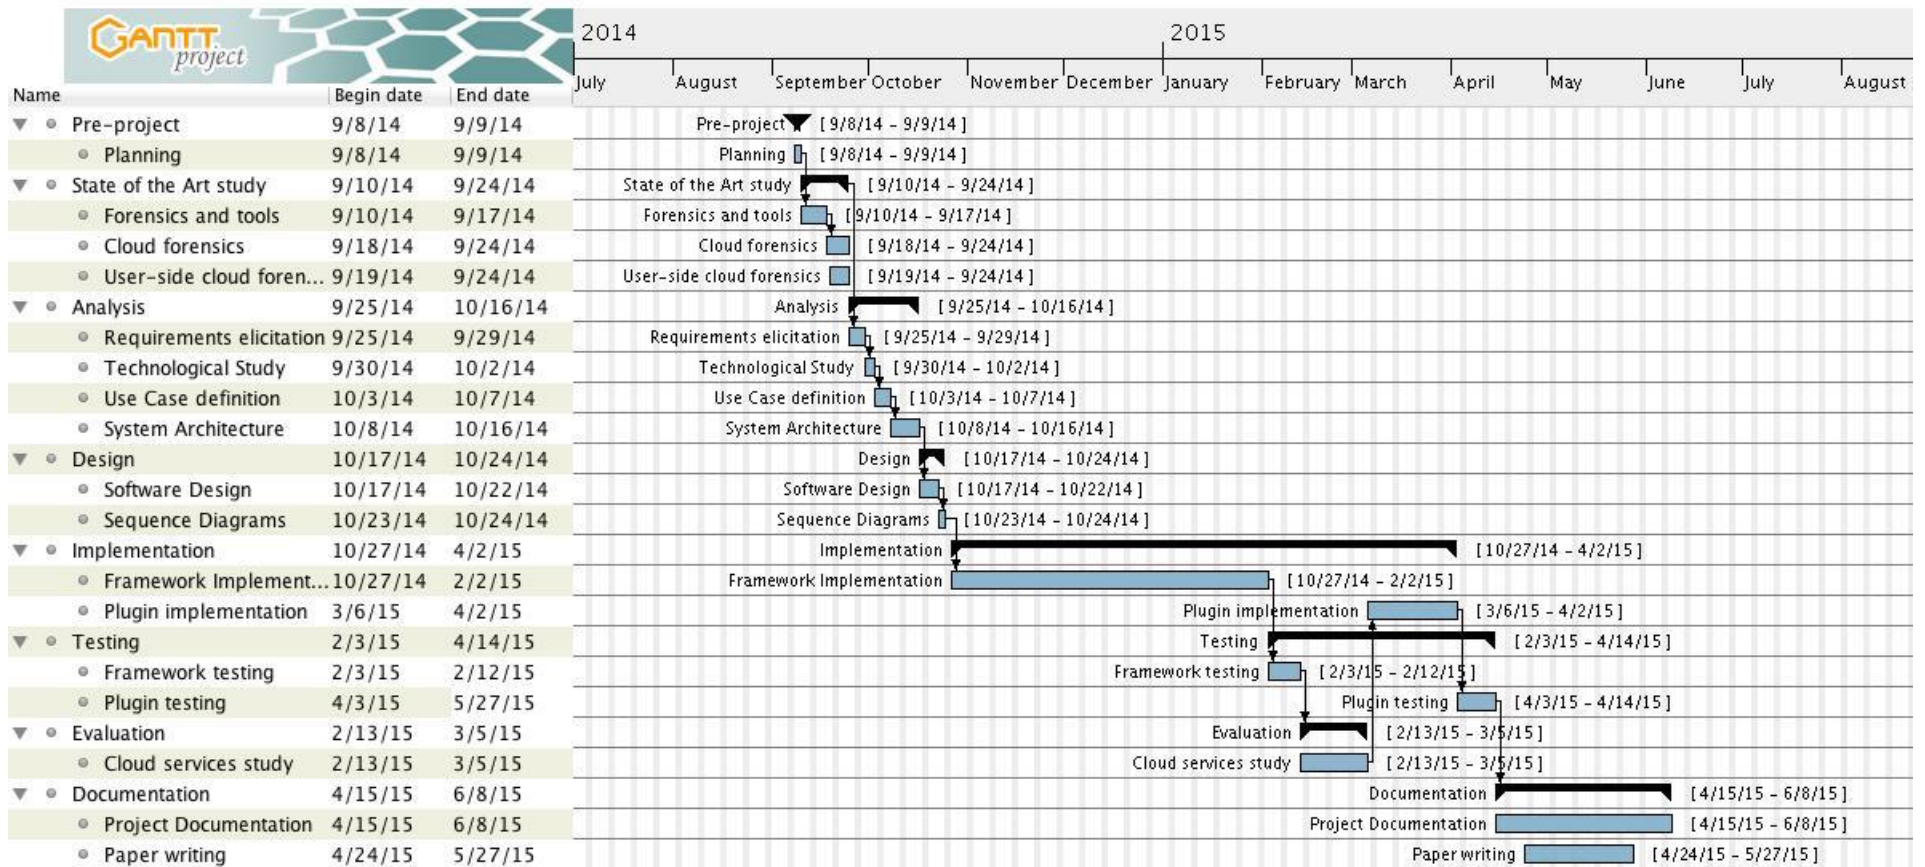 GANTT
project
2014 2015
July August September October November December January February March April May June July August
Name Begin date End date
Pre-project 9/8/14 9/9/14 Pre-project [9/8/14 - 9/9/14]
Planning 9/8/14 9/9/14 Planning [9/8/14 - 9/9/14]
State of the Art study 9/10/14 9/24/14 State of the Art study [9/10/14 - 9/24/14]
Forensics and tools 9/10/14 9/17/14 Forensics and tools [9/10/14 - 9/17/14]
Cloud forensics 9/18/14 9/24/14 Cloud forensics [9/18/14 - 9/24/14]
User-side cloud foren... 9/19/14 9/24/14 User-side cloud forensics [9/19/14 - 9/24/14]
Analysis 9/25/14 10/16/14 Analysis [9/25/14 - 10/16/14]
Requirements elicitation 9/25/14 9/29/14 Requirements elicitation [9/25/14 - 9/29/14]
Technological Study 9/30/14 10/2/14 Technological Study [9/30/14 - 10/2/14]
Use Case definition 10/3/14 10/7/14 Use Case definition [10/3/14 - 10/7/14]
System Architecture 10/8/14 10/16/14 System Architecture [10/8/14 - 10/16/14]
Design 10/17/14 10/24/14 Design [10/17/14 - 10/24/14]
Software Design 10/17/14 10/22/14 Software Design [10/17/14 - 10/22/14]
Sequence Diagrams 10/23/14 10/24/14 Sequence Diagrams [10/23/14 - 10/24/14]
Implementation 10/27/14 4/2/15 Implementation [10/27/14 - 4/2/15]
Framework Implement... 10/27/14 2/2/15 Framework Implementation [10/27/14 - 2/2/15]
Plugin implementation 3/6/15 4/2/15 Plugin implementation [3/6/15 - 4/2/15]
Testing 2/3/15 4/14/15 Testing [2/3/15 - 4/14/15]
Framework testing 2/3/15 2/12/15 Framework testing [2/3/15 - 2/12/15]
Plugin testing 4/3/15 5/27/15 Plugin testing [4/3/15 - 4/14/15]
Evaluation 2/13/15 3/5/15 Evaluation [2/13/15 - 3/5/15]
Cloud services study 2/13/15 3/5/15 Cloud services study [2/13/15 - 3/5/15]
Documentation 4/15/15 6/8/15 Documentation [4/15/15 - 6/8/15]
Project Documentation 4/15/15 6/8/15 Project Documentation [4/15/15 - 6/8/15]
Paper writing 4/24/15 5/27/15 Paper writing [4/24/15 - 5/27/15]